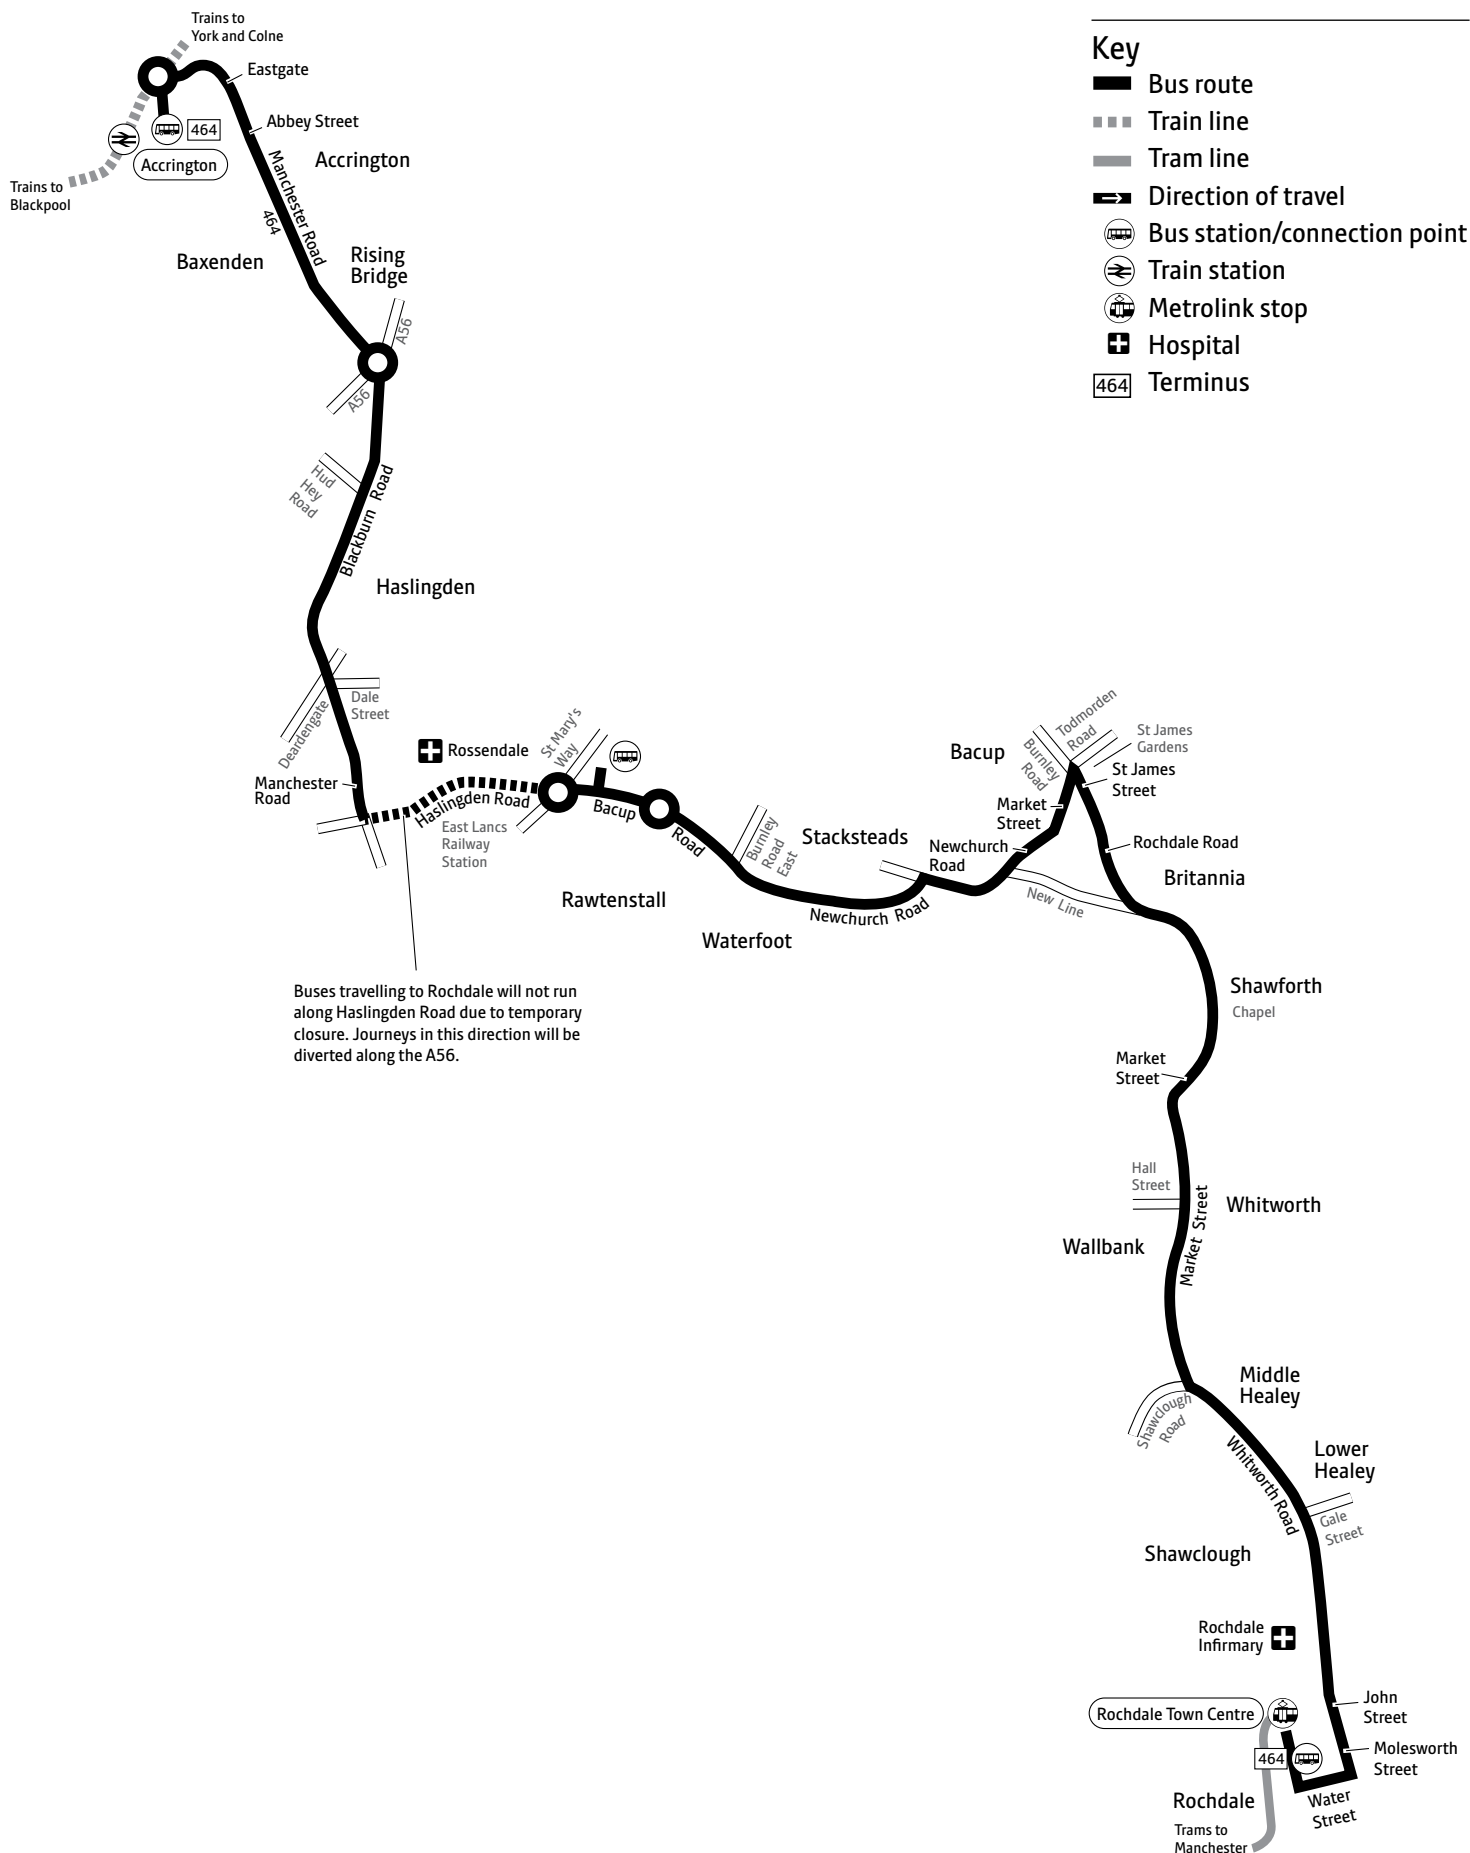 Trains to
York and Colne
Eastgate
Abbey Street
464
Accrington
Accrington
Trains to
Blackpool
Manchester Road
464
Baxenden
Rising
Bridge
A56
A56
Key
Bus route
Train line
Tram line
Direction of travel
Bus station/connection point
Train station
Metrolink stop
Hospital
464 Terminus
Hud
Hey
Road
Blackburn Road
Haslingden
Deardengate
Dale
Street
Manchester
Road
Rossendale
Haslingden Road
St Mary's
Way
East Lancs
Railway
Station
Bacup
Road
Rawtenstall
Burnley
Road
East
Waterfoot
Stacksteads
Newchurch Road
Newchurch
Road
New Line
Bacup
Market
Street
Burnley
Road
Todmorden
Road
St James
Gardens
St James
Street
Rochdale Road
Britannia
Buses travelling to Rochdale will not run
along Haslingden Road due to temporary
closure. Journeys in this direction will be
diverted along the A56.
Shawforth
Chapel
Market
Street
Hall
Street
Whitworth
Market Street
Wallbank
Middle
Healey
Shawclough
Road
Whitworth Road
Lower
Healey
Gale
Street
Shawclough
Rochdale
Infirmary
John
Street
Rochdale Town Centre
Molesworth
Street
464
Water
Street
Rochdale
Trams to
Manchester